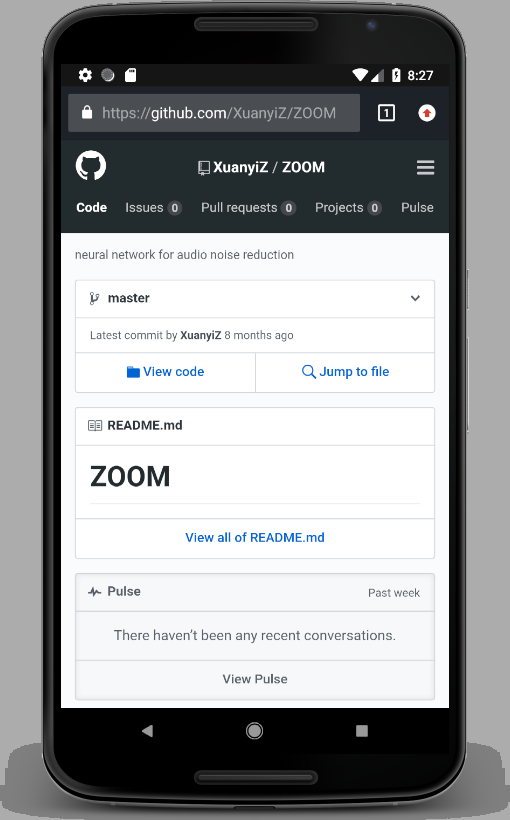 8:27
https://github.com/XuanyiZ/ZOOM
1
XuanyiZ / ZOOM
Code Issues 0 Pull requests 0 Projects 0 Pulse
neural network for audio noise reduction
master
Latest commit by XuanyiZ 8 months ago
View code Jump to file
README.md
ZOOM
View all of README.md
Pulse Past week
There haven't been any recent conversations.
View Pulse